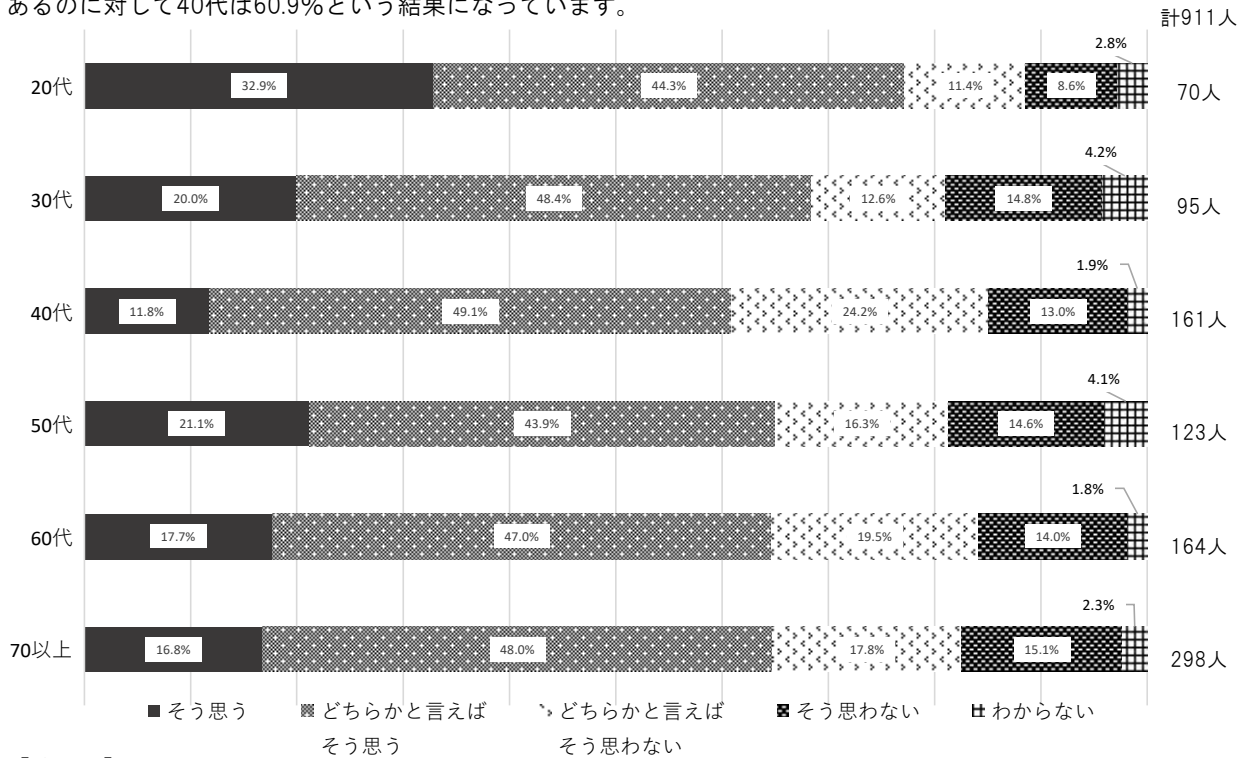 あるのに対して40代は60.9%という結果になっています。
計911人
2.8%
20代 32.9% 44.3% 11.4% 8.6% 70人
4.2%
30代 20.0% 48.4% 12.6% 14.8% 95人
1.9%
40代 11.8% 49.1% 24.2% 13.0% 161人
4.1%
50代 21.1% 43.9% 16.3% 14.6% 123人
1.8%
60代 17.7% 47.0% 19.5% 14.0% 164人
2.3%
70以上 16.8% 48.0% 17.8% 15.1% 298人
そう思う どちらかと言えば どちらかと言えば そう思わない わからない
そう思う そう思わない